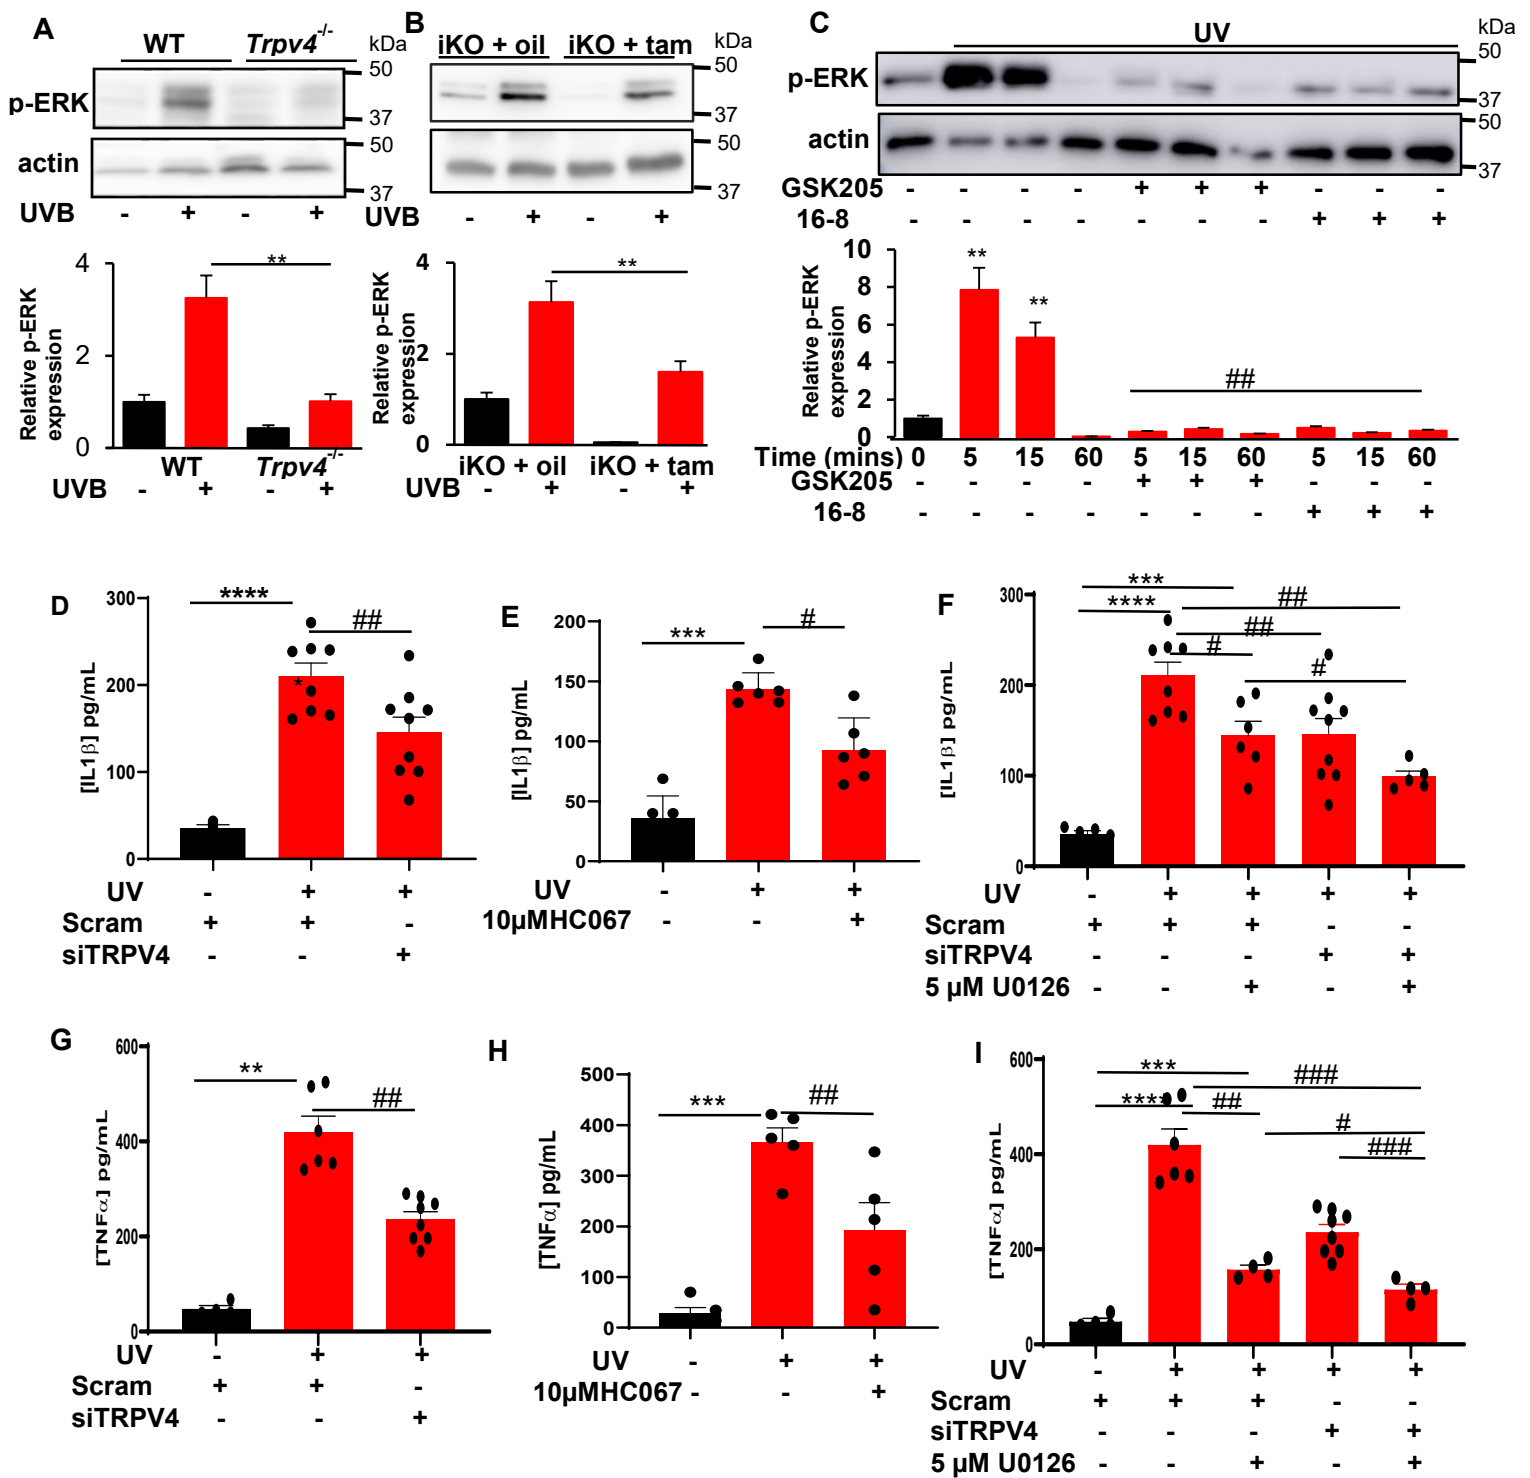 A
WT
Trpv4-/-
kDa
50
p-ERK
37
50
actin
37
UVB - + - +
4
**
2
0
Relative p-ERK
expression
WT
Trpv4-/-
UVB - + - +
B
iKO + oil
iKO + tam
kDa
50
37
50
37
UVB - + - +
4
**
2
0
Relative p-ERK
expression
iKO + oil
iKO + tam
UVB - + - +
C
UV
kDa
50
p-ERK
37
50
actin
37
GSK205 - - - - + + + - - -
16-8 - - - - - - - + + +
10
**
8
**
6
4
##
2
0
Relative p-ERK
expression
Time (mins) 0 5 15 60 5 15 60 5 15 60
GSK205 - - - - + + + - - -
16-8 - - - - - - - + + +
D
300
****
##
200
*
100
0
[IL1β] pg/mL
UV - + +
Scram + + -
siTRPV4 - - +
E
200
***
#
150
100
50
0
[IL1β] pg/mL
UV - + +
10µMHC067 - - +
F
300
***
****
##
##
#
#
200
100
0
[IL1β] pg/mL
UV - + + + +
Scram + + + - -
siTRPV4 - - - + +
5 µM U0126 - - + - +
G
600
**
##
400
200
0
[TNFα] pg/mL
UV - + +
Scram + + -
siTRPV4 - - +
H
500
***
##
400
300
200
100
0
[TNFα] pg/mL
UV - + +
10µMHC067 - - +
I
600
***
###
****
##
#
###
400
200
0
[TNFα] pg/mL
UV - + + + +
Scram + + + - -
siTRPV4 - - - + +
5 µM U0126 - - + - +